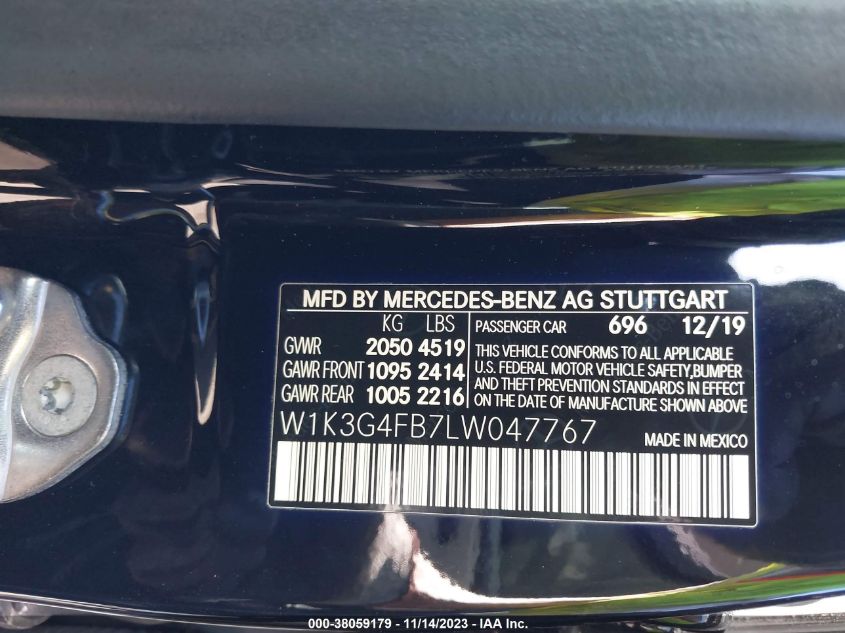 MFD BY MERCEDES-BENZ AG STUTTGART
KG LBS
GVWR 2050 4519
GAWR FRONT 1095 2414
GAWR REAR 1005 2216
PASSENGER CAR 696 12/19
THIS VEHICLE CONFORMS TO ALL APPLICABLE
U.S. FEDERAL MOTOR VEHICLE SAFETY,BUMPER
AND THEFT PREVENTION STANDARDS IN EFFECT
ON DATE OF MANUFACTURE SHOWN ABOVE
W1K3G4FB7LW047767
MADE IN MEXICO
000-38059179 - 11/14/2023 - IAA